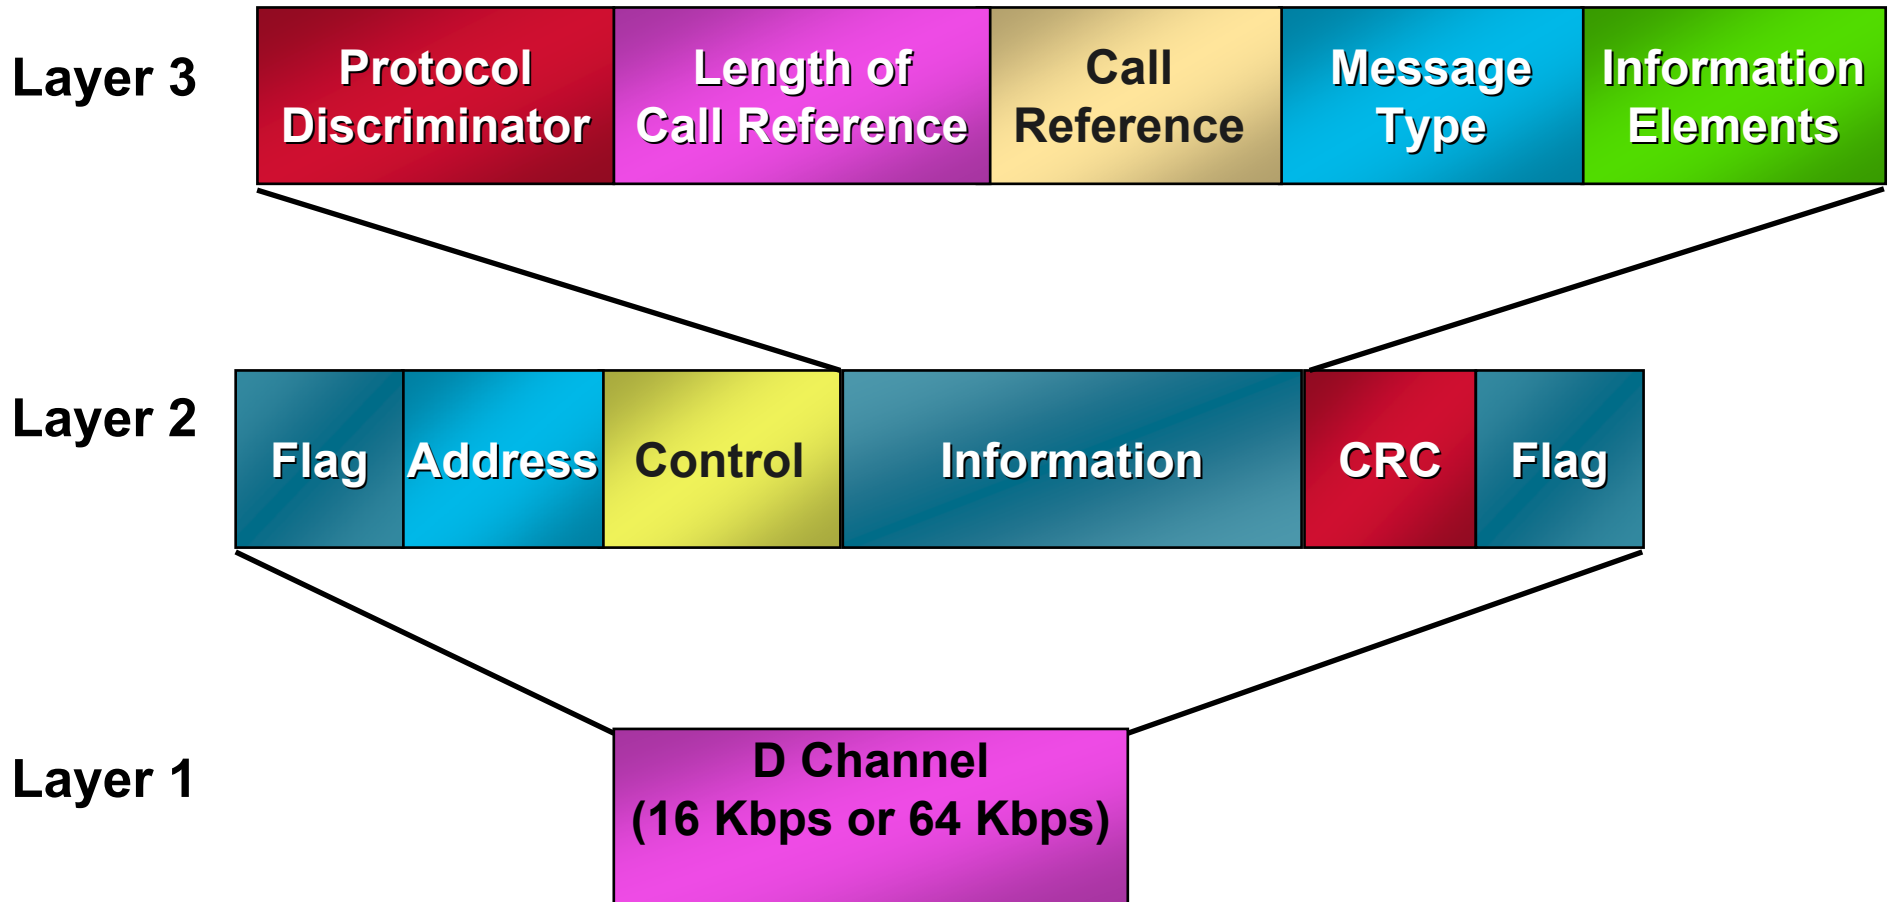 Layer 3
Protocol
Discriminator
Length of
Call Reference
Call
Reference
Message
Type
Information
Elements
Layer 2
Flag
Address
Control
Information
CRC
Flag
Layer 1
D Channel
(16 Kbps or 64 Kbps)